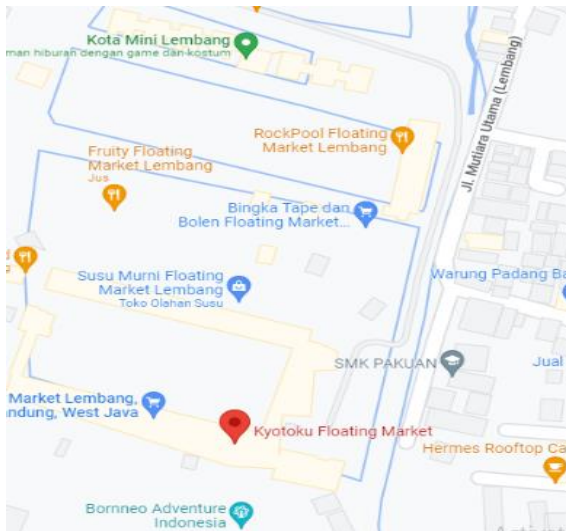 Kota Mini Lembang
man hiburan dengan game dan kostum
RockPool Floating
Market Lembang
Jl. Mutiara Utama (Lembang)
Fruity Floating
Market Lembang
Jus
Bingka Tape dan
Bolen Floating Market...
Susu Murni Floating
Market Lembang
Toko Olahan Susu
Warung Padang Ba
SMK PAKUAN
Jual
Market Lembang,
andung, West Java
Kyotoku Floating Market
Hermes Rooftop Ca
Bornneo Adventure
Indonesia